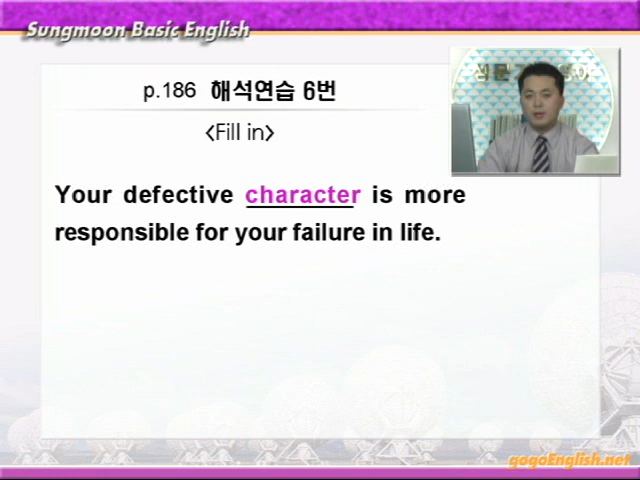 Sungmoon Basic English
p.186 해석연습 6번
<Fill in>
Your defective character is more
responsible for your failure in life.
gogoEnglish.net